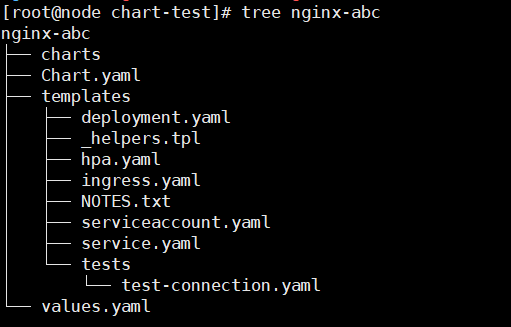 [root@node chart-test]# tree nginx-abc
nginx-abc
├── charts
├── Chart.yaml
├── templates
│   ├── deployment.yaml
│   ├── _helpers.tpl
│   ├── hpa.yaml
│   ├── ingress.yaml
│   ├── NOTES.txt
│   ├── serviceaccount.yaml
│   ├── service.yaml
│   └── tests
│       └── test-connection.yaml
└── values.yaml